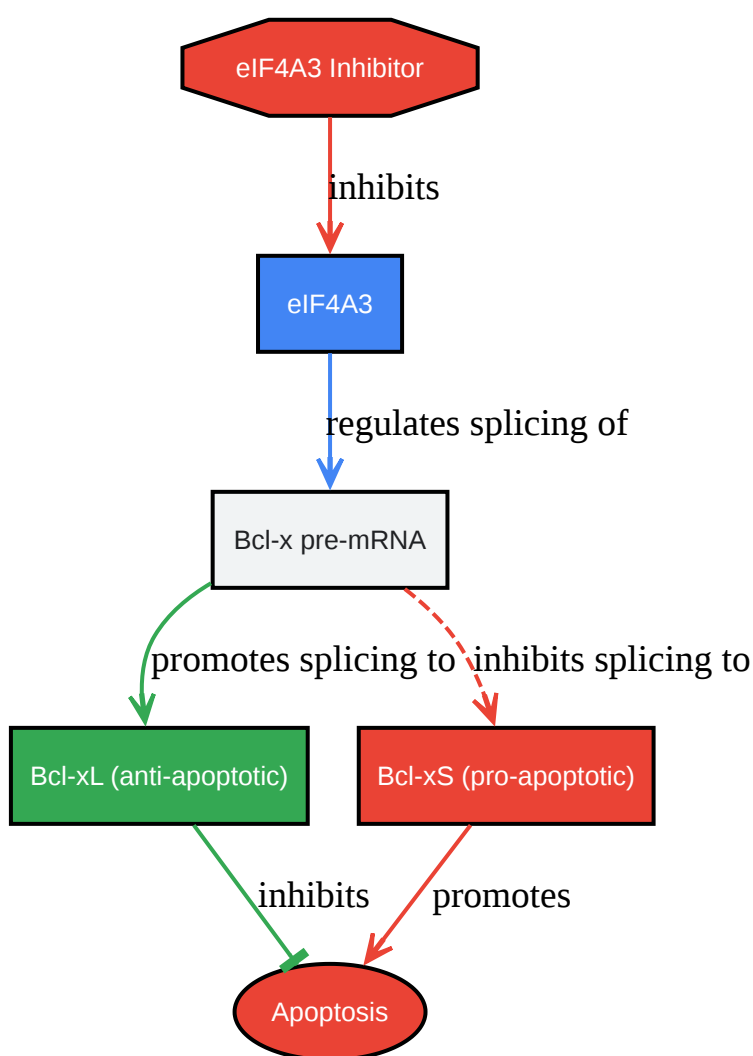 eIF4A3 Inhibitor
inhibits
eIF4A3
regulates splicing of
Bcl-x pre-mRNA
promotes splicing to
inhibits splicing to
Bcl-xL (anti-apoptotic)
Bcl-xS (pro-apoptotic)
inhibits
promotes
Apoptosis